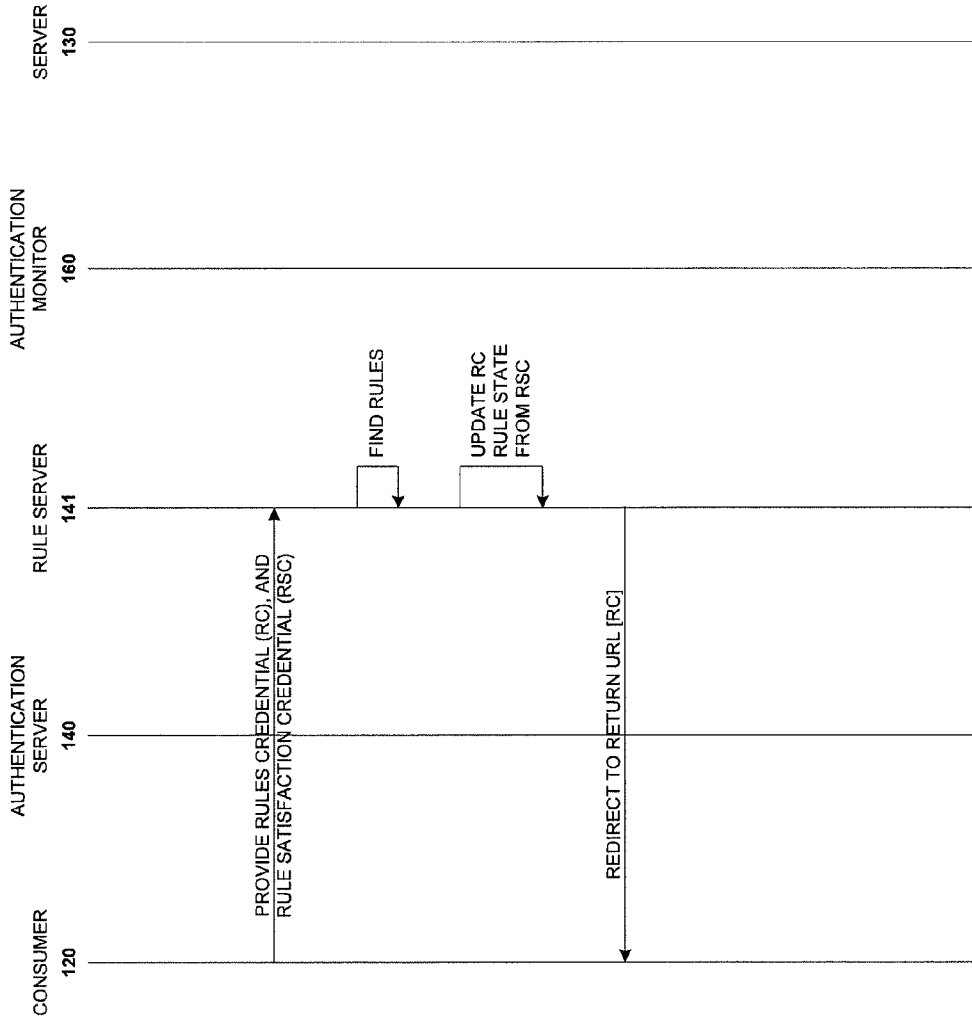 CONSUMER
120
AUTHENTICATION
SERVER
140
RULE SERVER
141
AUTHENTICATION
MONITOR
160
SERVER
130
PROVIDE RULES CREDENTIAL (RC), AND
RULE SATISFACTION CREDENTIAL (RSC)
FIND RULES
UPDATE RC
RULE STATE
FROM RSC
REDIRECT TO RETURN URL [RC]